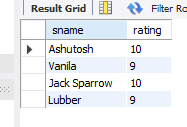 Result Grid Filter Ro
sname rating
Ashutosh 10
Vanila 9
Jack Sparrow 10
Lubber 9